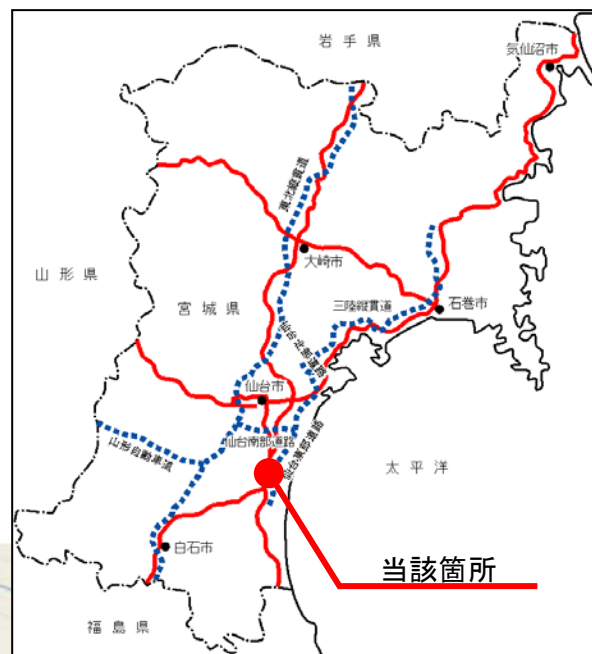 岩手県
気仙沼市
東北縦貫道
大崎市
山形県
宮城県
三陸縦貫道
石巻市
仙台北部道路
仙台市
仙台南部道路
仙台東部道路
山形自動車道
太平洋
白石市
当該箇所
福島県